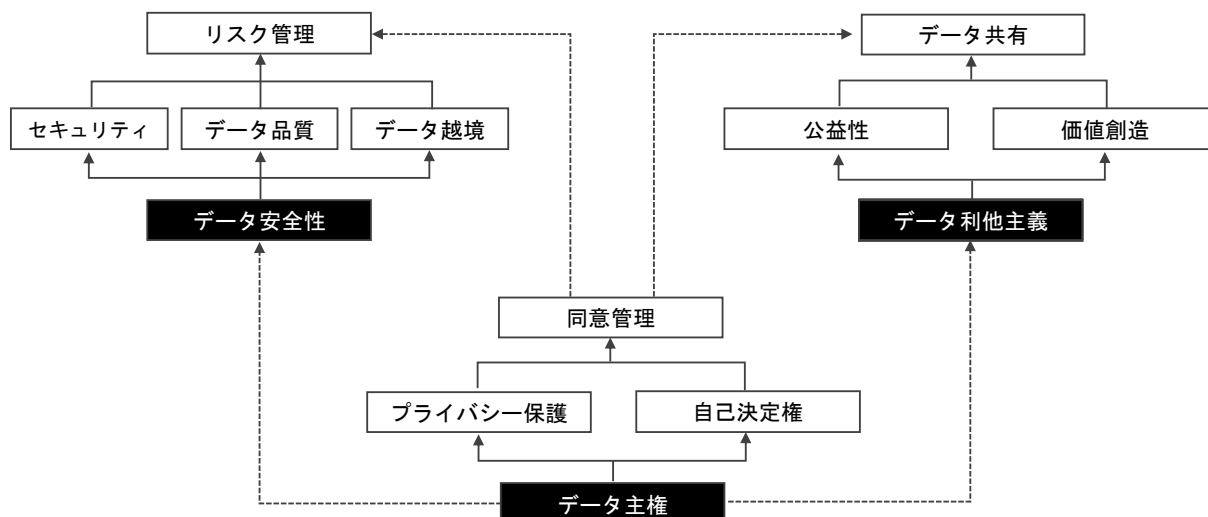 リスク管理
データ共有
セキュリティ
データ品質
データ越境
公益性
価値創造
データ安全性
データ利他主義
同意管理
プライバシー保護
自己決定権
データ主権